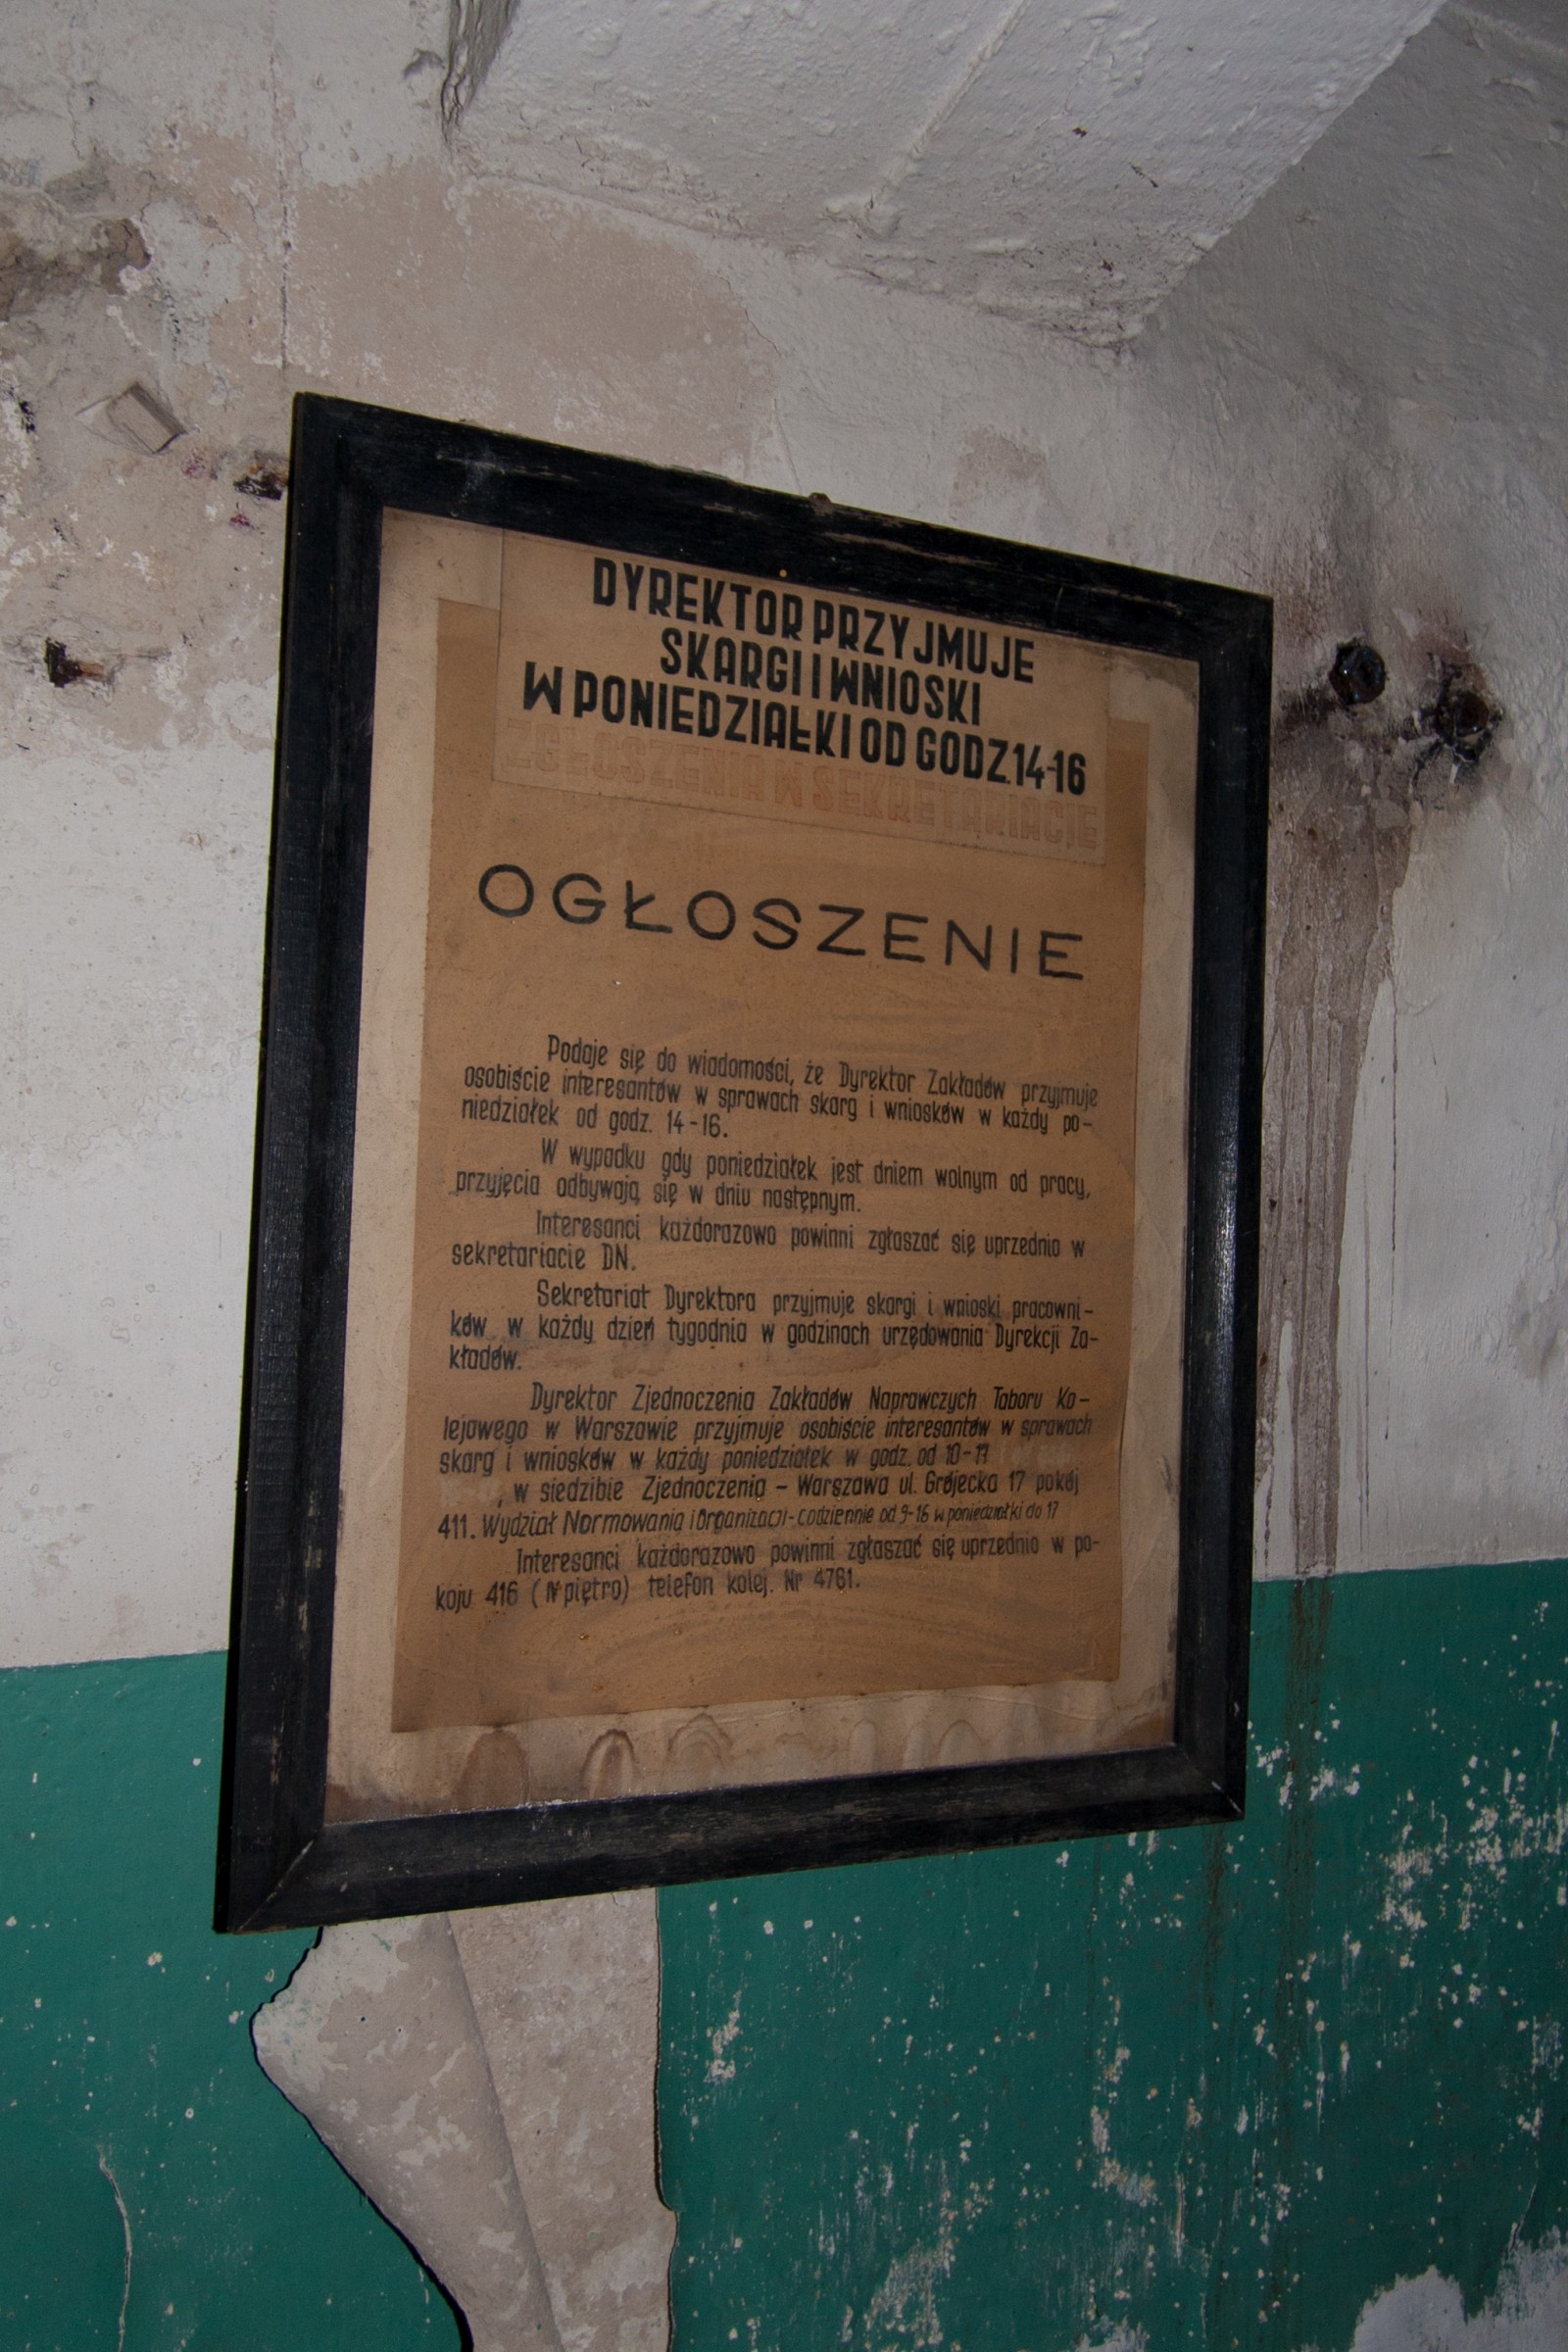 DYREKTOR PRZYJMUJE
SKARGI I WNIOSKI
W PONIEDZIAŁKI OD GODZ. 14-16
ZGŁOSZENIA W SEKRETARIACIE
OGŁOSZENIE
Podaje się do wiadomości, że Dyrektor Zakładów przyjmuje
osobiście interesantów w sprawach skarg i wniosków w każdy po-
niedziałek od godz. 14-16.
W wypadku gdy poniedziałek jest dniem wolnym od pracy,
przyjęcia odbywają się w dniu następnym.
Interesanci każdorazowo powinni zgłaszać się uprzednio w
sekretariacie DN.
Sekretariat Dyrektora przyjmuje skargi i wnioski pracowni-
ków w każdy dzień tygodnia w godzinach urzędowania Dyrekcji Za-
kładów.
Dyrektor Zjednoczenia Zakładów Naprawczych Taboru Ko-
lejowego w Warszawie przyjmuje osobiście interesantów w sprawach
skarg i wniosków w każdy poniedziałek w godz. od 10-17
, w siedzibie Zjednoczenia - Warszawa ul. Grójecka 17 pokój
411. Wydział Normowania i Organizacji - codziennie od 9-16 w poniedziałki do 17
Interesanci każdorazowo powinni zgłaszać się uprzednio w po-
koju 416 (IV piętro) telefon kolej. Nr 4761.